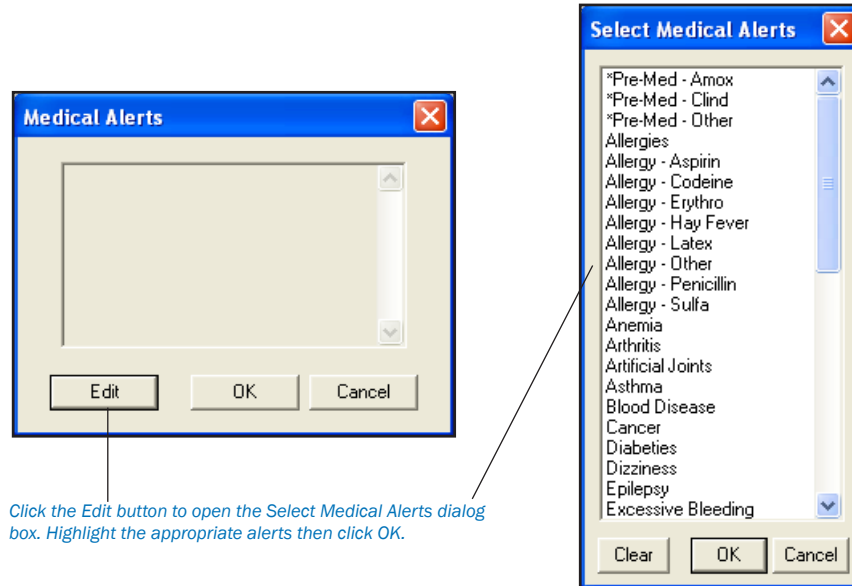 Medical Alerts
Edit
OK
Cancel
Click the Edit button to open the Select Medical Alerts dialog
box. Highlight the appropriate alerts then click OK.
Select Medical Alerts
*Pre-Med - Amox
*Pre-Med - Clind
*Pre-Med - Other
Allergies
Allergy - Aspirin
Allergy - Codeine
Allergy - Erythro
Allergy - Hay Fever
Allergy - Latex
Allergy - Other
Allergy - Penicillin
Allergy - Sulfa
Anemia
Arthritis
Artificial Joints
Asthma
Blood Disease
Cancer
Diabeties
Dizziness
Epilepsy
Excessive Bleeding
Clear
OK
Cancel